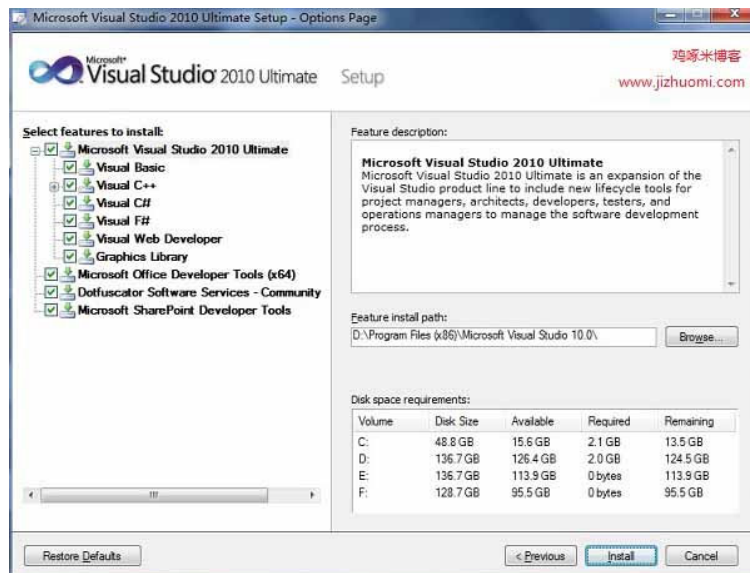 Microsoft Visual Studio 2010 Ultimate Setup - Options Page
Microsoft
Visual Studio 2010 Ultimate Setup
鸡啄米博客
www.jizhuomi.com
Select features to install:
Microsoft Visual Studio 2010 Ultimate
Visual Basic
Visual C++
Visual C#
Visual F#
Visual Web Developer
Graphics Library
Microsoft Office Developer Tools (x64)
Dotfuscator Software Services - Community
Microsoft SharePoint Developer Tools
Feature description:
Microsoft Visual Studio 2010 Ultimate
Microsoft Visual Studio 2010 Ultimate is an expansion of the
Visual Studio product line to include new lifecycle tools for
project managers, architects, developers, testers, and
operations managers to manage the software development
process.
Feature install path:
D:\Program Files (x86)\Microsoft Visual Studio 10.0\
Browse...
Disk space requirements:
Volume Disk Size Available Required Remaining
C: 48.8 GB 15.6 GB 2.1 GB 13.5 GB
D: 136.7 GB 126.4 GB 2.0 GB 124.5 GB
E: 136.7 GB 113.9 GB 0 bytes 113.9 GB
F: 128.7 GB 95.5 GB 0 bytes 95.5 GB
Restore Defaults
< Previous
Install
Cancel